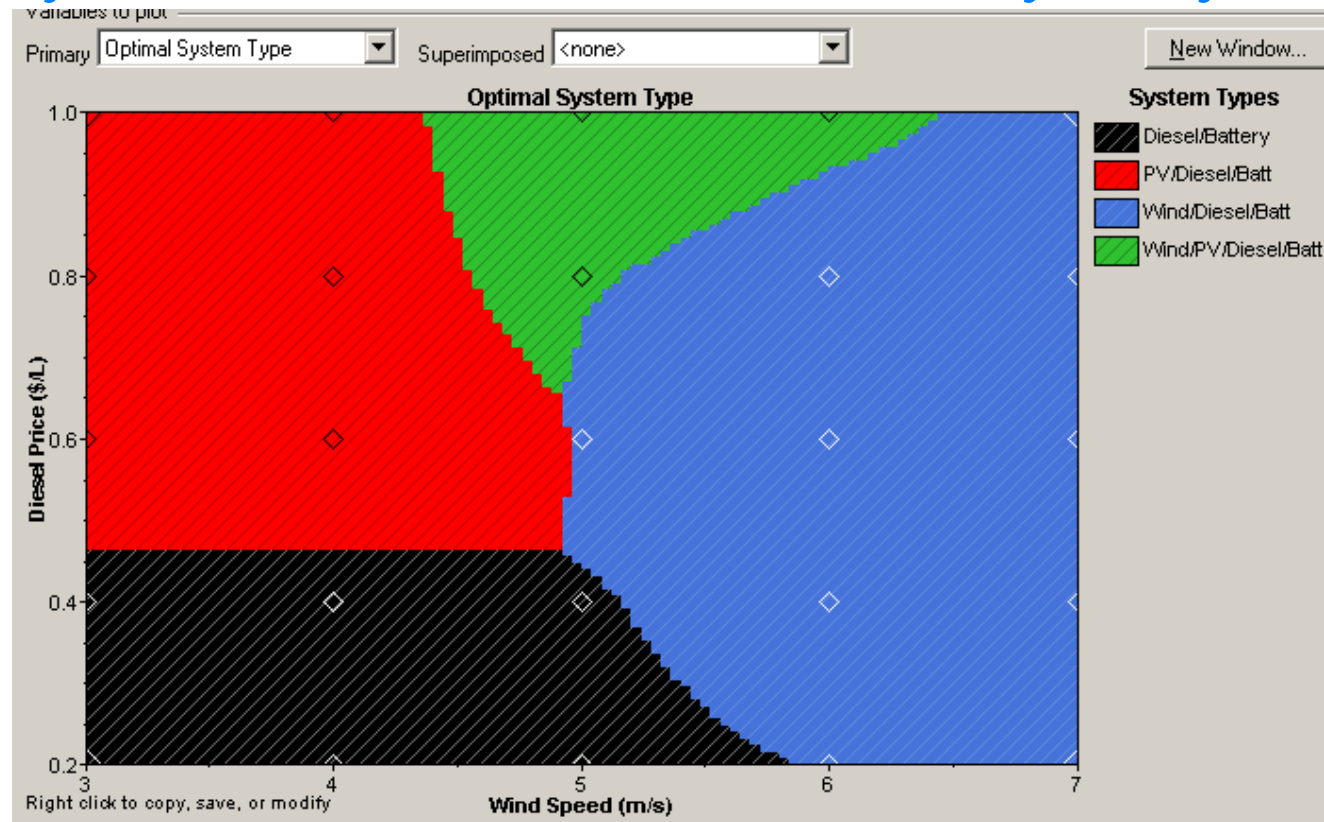 Variables to plot
Primary Optimal System Type Superimposed <none> New Window...
Optimal System Type
System Types
1.0
Diesel/Battery
PV/Diesel/Batt
Wind/Diesel/Batt
Wind/PV/Diesel/Batt
0.8
Diesel Price ($/L)
0.6
0.4
0.2
3 4 5 6 7
Right click to copy, save, or modify
Wind Speed (m/s)